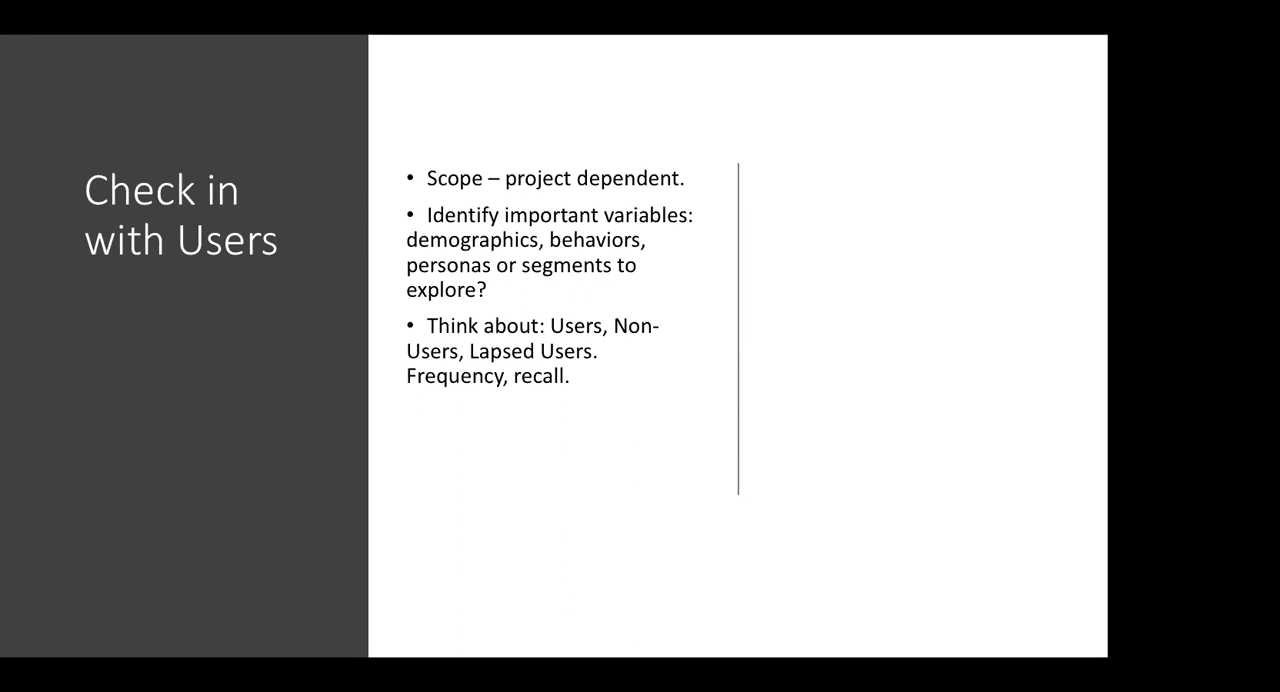 Check in
with Users
• Scope – project dependent.
• Identify important variables:
demographics, behaviors,
personas or segments to
explore?
• Think about: Users, Non-
Users, Lapsed Users.
Frequency, recall.